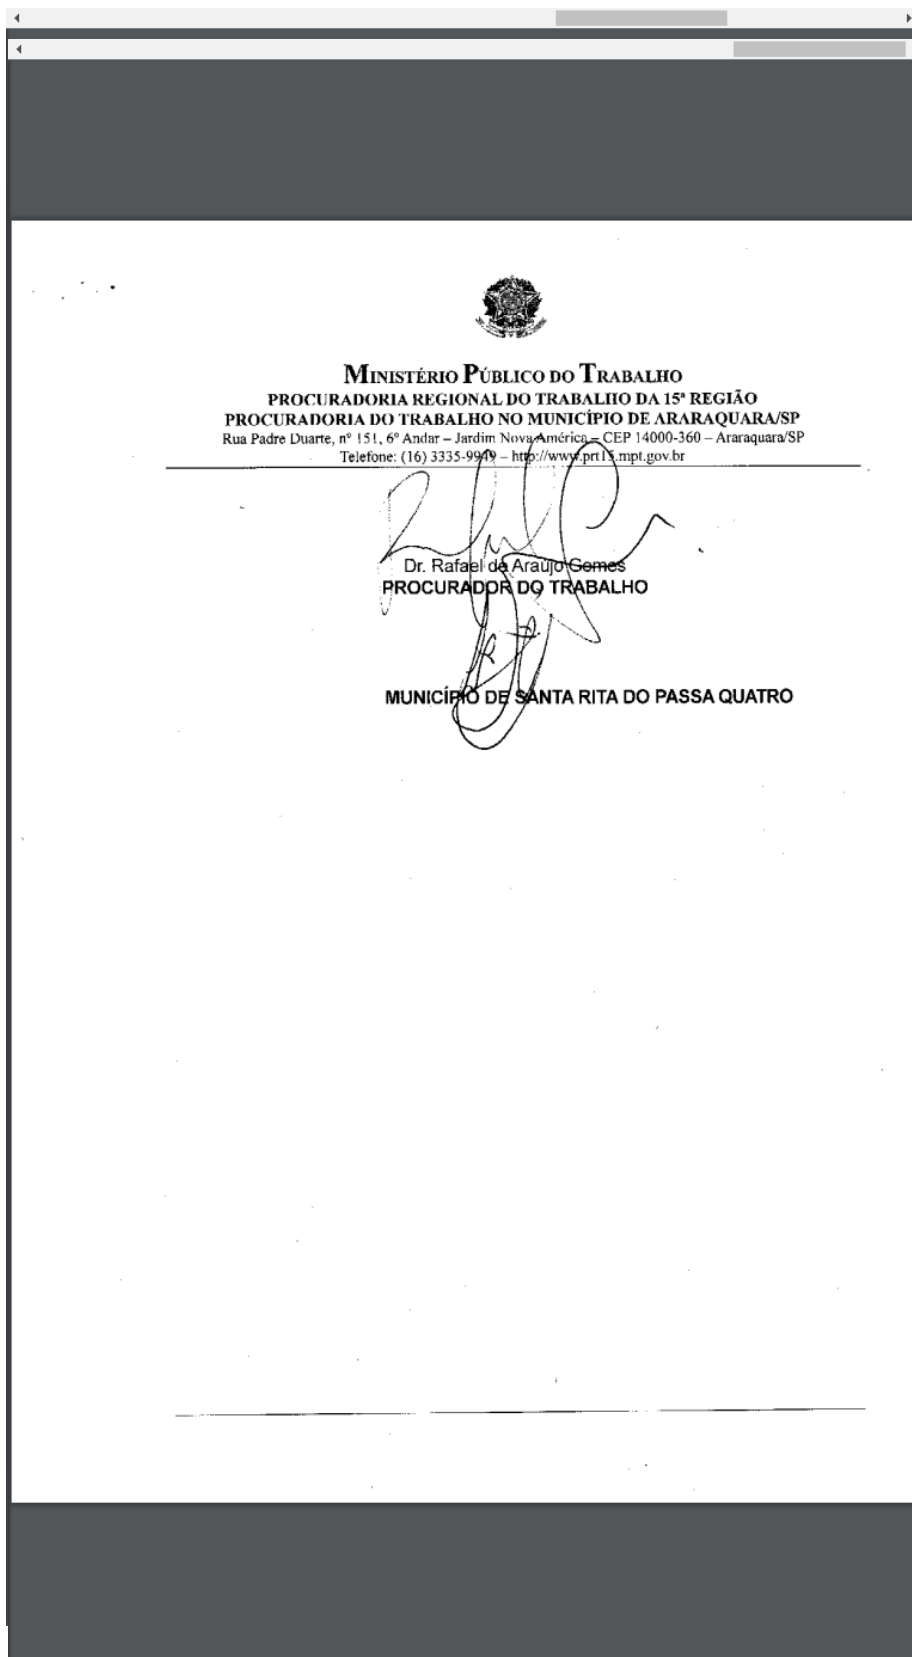 MINISTÉRIO PÚBLICO DO TRABALHO
PROCURADORIA REGIONAL DO TRABALHO DA 15ª REGIÃO
PROCURADORIA DO TRABALHO NO MUNICÍPIO DE ARARAQUARA/SP
Rua Padre Duarte, nº 151, 6º Andar – Jardim Nova América – CEP 14000-360 – Araraquara/SP
Telefone: (16) 3335-9949 – http://www.prt15.mpt.gov.br
Dr. Rafael de Araújo Gomes
PROCURADOR DO TRABALHO
MUNICÍPIO DE SANTA RITA DO PASSA QUATRO